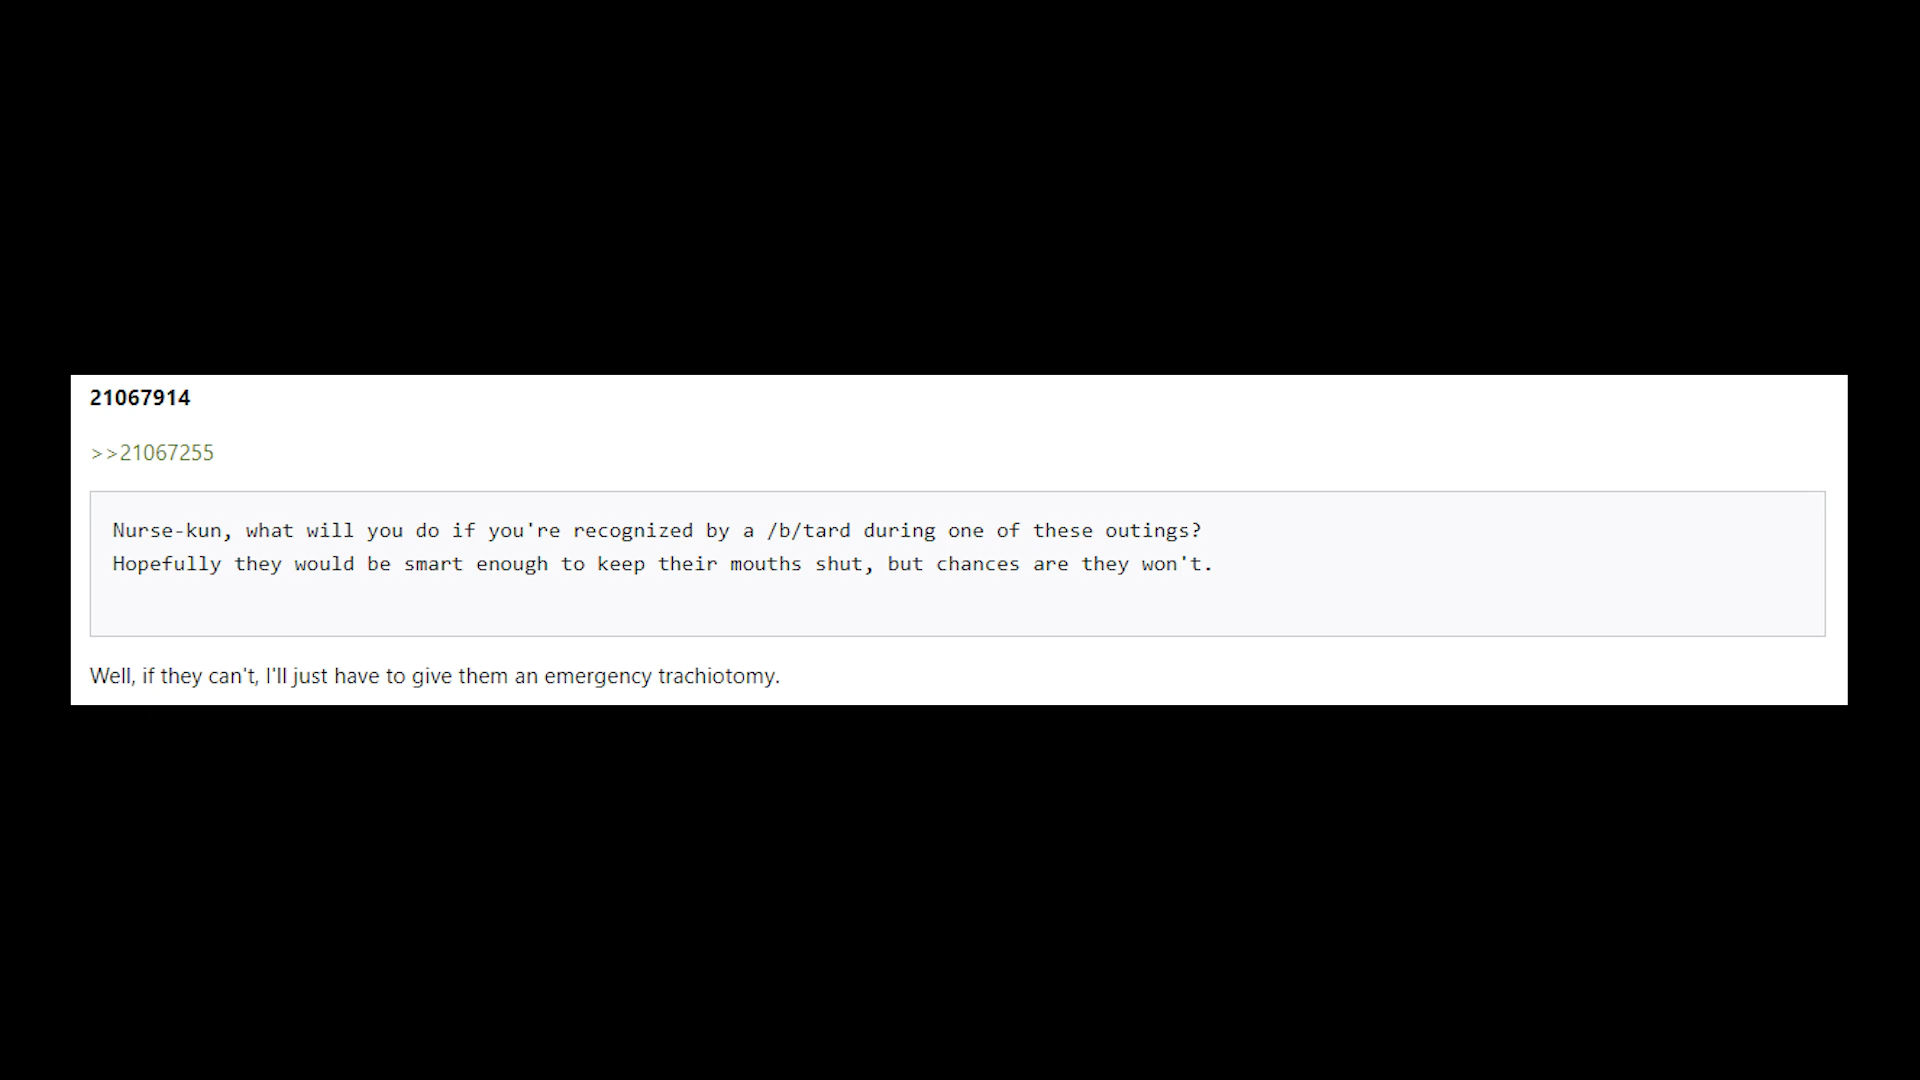 21067914
>>21067255
Nurse-kun, what will you do if you're recognized by a /b/tard during one of these outings?
Hopefully they would be smart enough to keep their mouths shut, but chances are they won't.
Well, if they can't, I'll just have to give them an emergency trachiotomy.